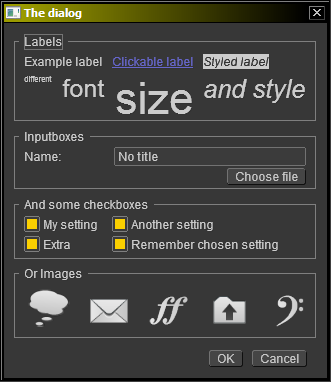 The dialog
Labels
Example label Clickable label Styled label
different font size and style
Inputboxes
Name: No title
Choose file
And some checkboxes
My setting Another setting
Extra Remember chosen setting
Or Images
ff
OK Cancel